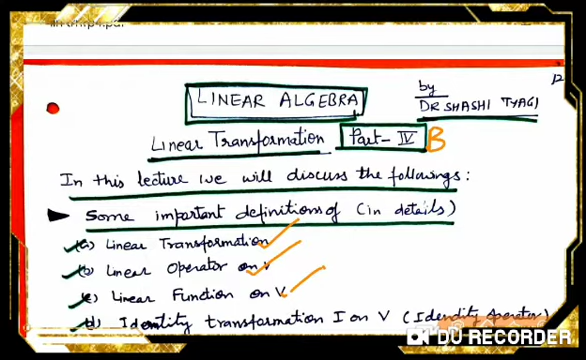 LINEAR ALGEBRA
by
DR SHASHI TYAGI
12
Linear Transformation Part-IV B
In this lecture we will discuss the followings:
Some important definitions of (in details)
(a) Linear Transformation
(b) Linear Operator on V
(c) Linear Function on V
(d) Identity transformation I on V (Identity Operator)
DU RECORDER